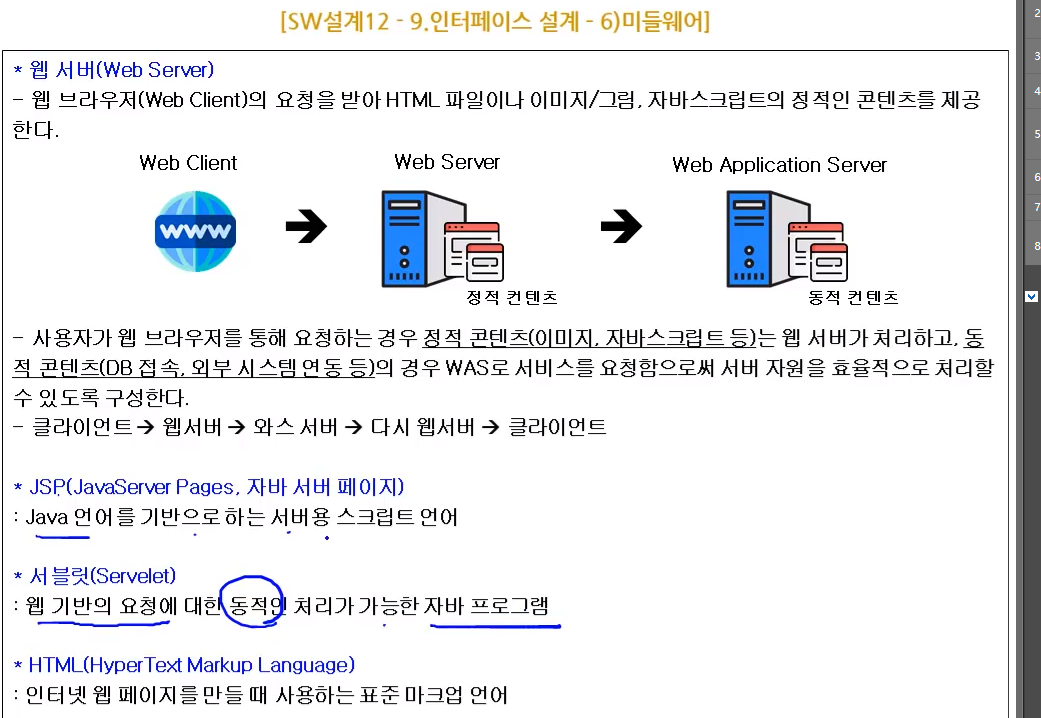 [SW설계12 - 9.인터페이스 설계 - 6)미들웨어]
* 웹 서버(Web Server)
- 웹 브라우저(Web Client)의 요청을 받아 HTML 파일이나 이미지/그림, 자바스크립트의 정적인 콘텐츠를 제공
한다.
Web Client
Web Server
Web Application Server
www
정적 컨텐츠
동적 컨텐츠
- 사용자가 웹 브라우저를 통해 요청하는 경우 정적 콘텐츠(이미지, 자바스크립트 등)는 웹 서버가 처리하고, 동
적 콘텐츠(DB 접속, 외부 시스템 연동 등)의 경우 WAS로 서비스를 요청함으로써 서버 자원을 효율적으로 처리할
수 있도록 구성한다.
- 클라이언트 → 웹서버 → 와스 서버 → 다시 웹서버 → 클라이언트
* JSP(JavaServer Pages, 자바 서버 페이지)
: Java 언어를 기반으로 하는 서버용 스크립트 언어
* 서블릿(Servelet)
: 웹 기반의 요청에 대한 동적인 처리가 가능한 자바 프로그램
* HTML(HyperText Markup Language)
: 인터넷 웹 페이지를 만들 때 사용하는 표준 마크업 언어
2
3
4
5
6
7
8